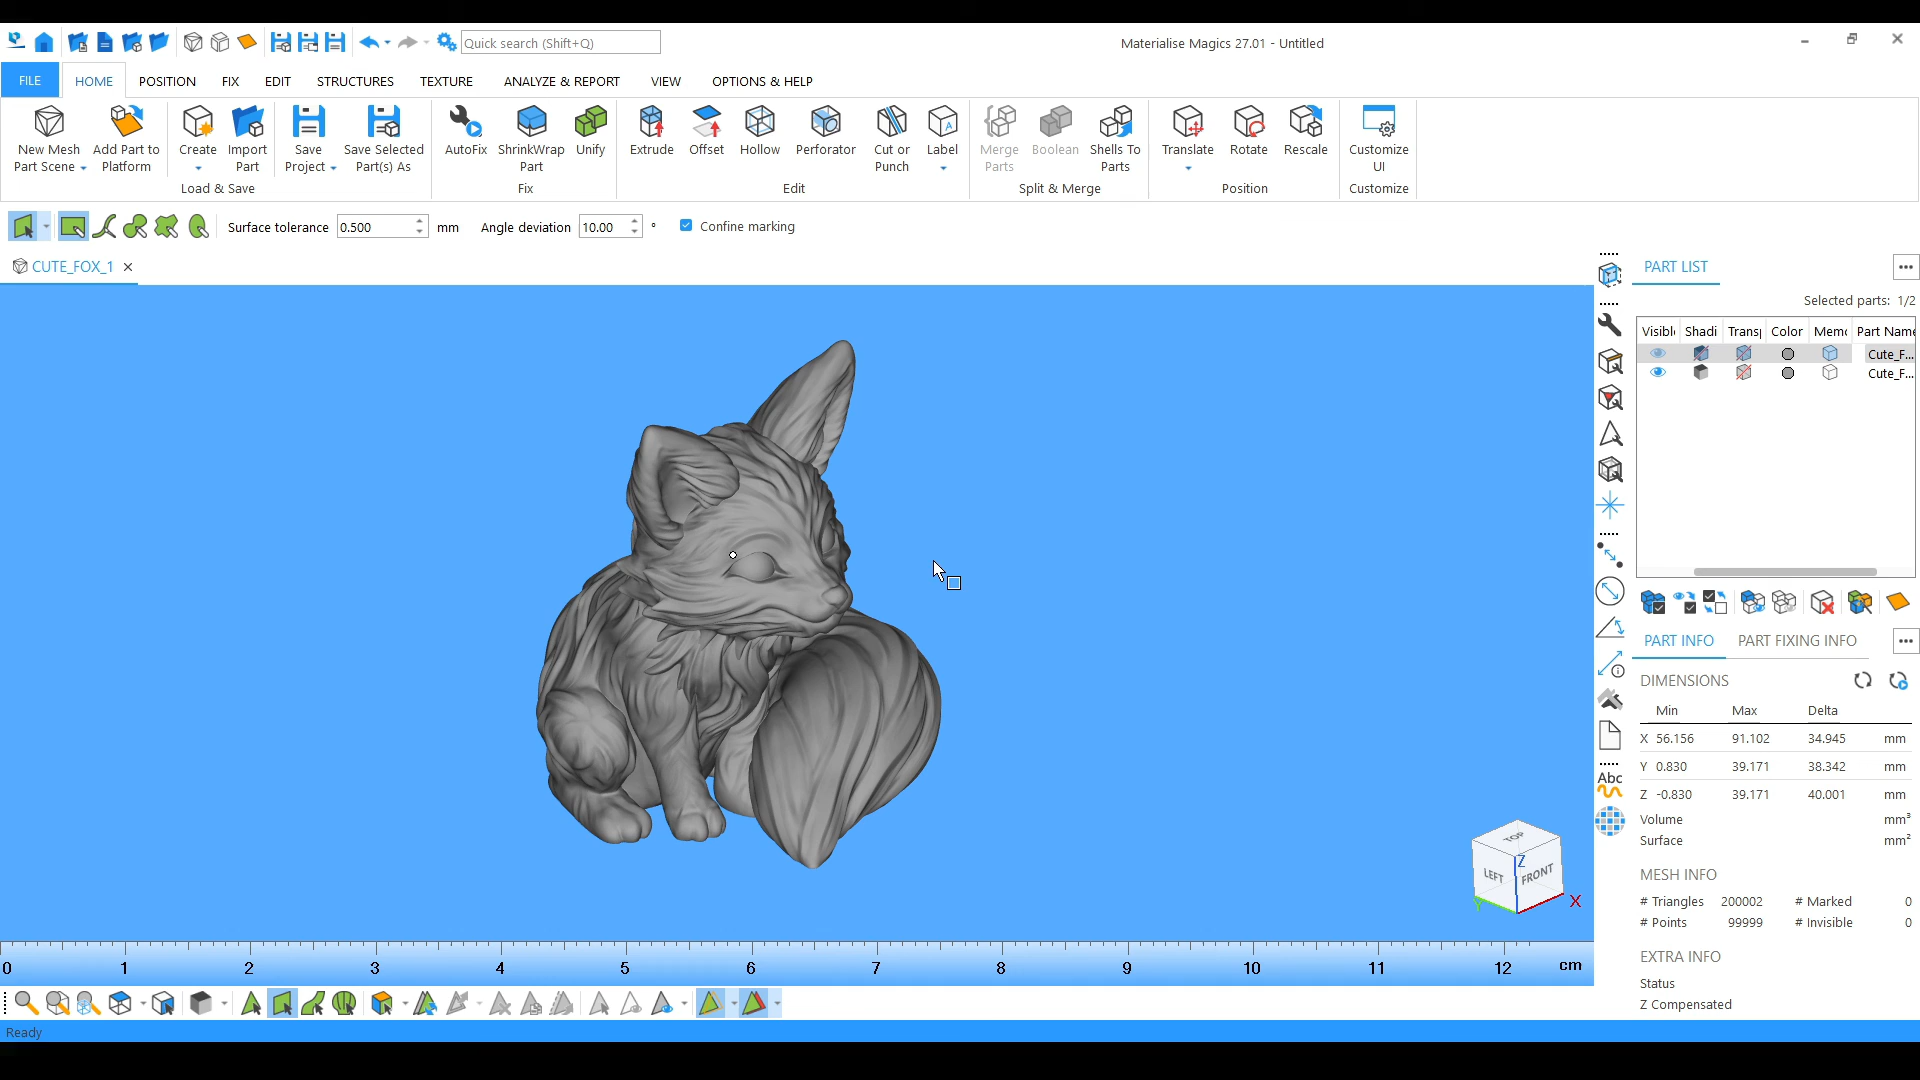 Quick search (Shift+Q)
Materialise Magics 27.01 - Untitled
FILE HOME POSITION FIX EDIT STRUCTURES TEXTURE ANALYZE & REPORT VIEW OPTIONS & HELP
New Mesh Part Scene
Add Part to Platform
Create
Import Part
Save Project
Save Selected Part(s) As
AutoFix
ShrinkWrap Part
Unify
Extrude
Offset
Hollow
Perforator
Cut or Punch
Label
Merge Parts
Boolean
Shells To Parts
Translate
Rotate
Rescale
Customize UI
Load & Save
Fix
Edit
Split & Merge
Position
Customize
Surface tolerance 0.500 mm Angle deviation 10.00 ° Confine marking
CUTE_FOX_1
PART LIST
Selected parts: 1/2
Visibl Shadi Transp Color Memo Part Name
Cute_F...
Cute_F...
PART INFO PART FIXING INFO
DIMENSIONS
Min Max Delta
X 56.156 91.102 34.945 mm
Y 0.830 39.171 38.342 mm
Z -0.830 39.171 40.001 mm
Volume mm³
Surface mm²
MESH INFO
# Triangles 200002 # Marked 0
# Points 99999 # Invisible 0
EXTRA INFO
Status
Z Compensated
Abc
TOP
LEFT
FRONT
Z
Y
X
0 1 2 3 4 5 6 7 8 9 10 11 12 cm
Ready